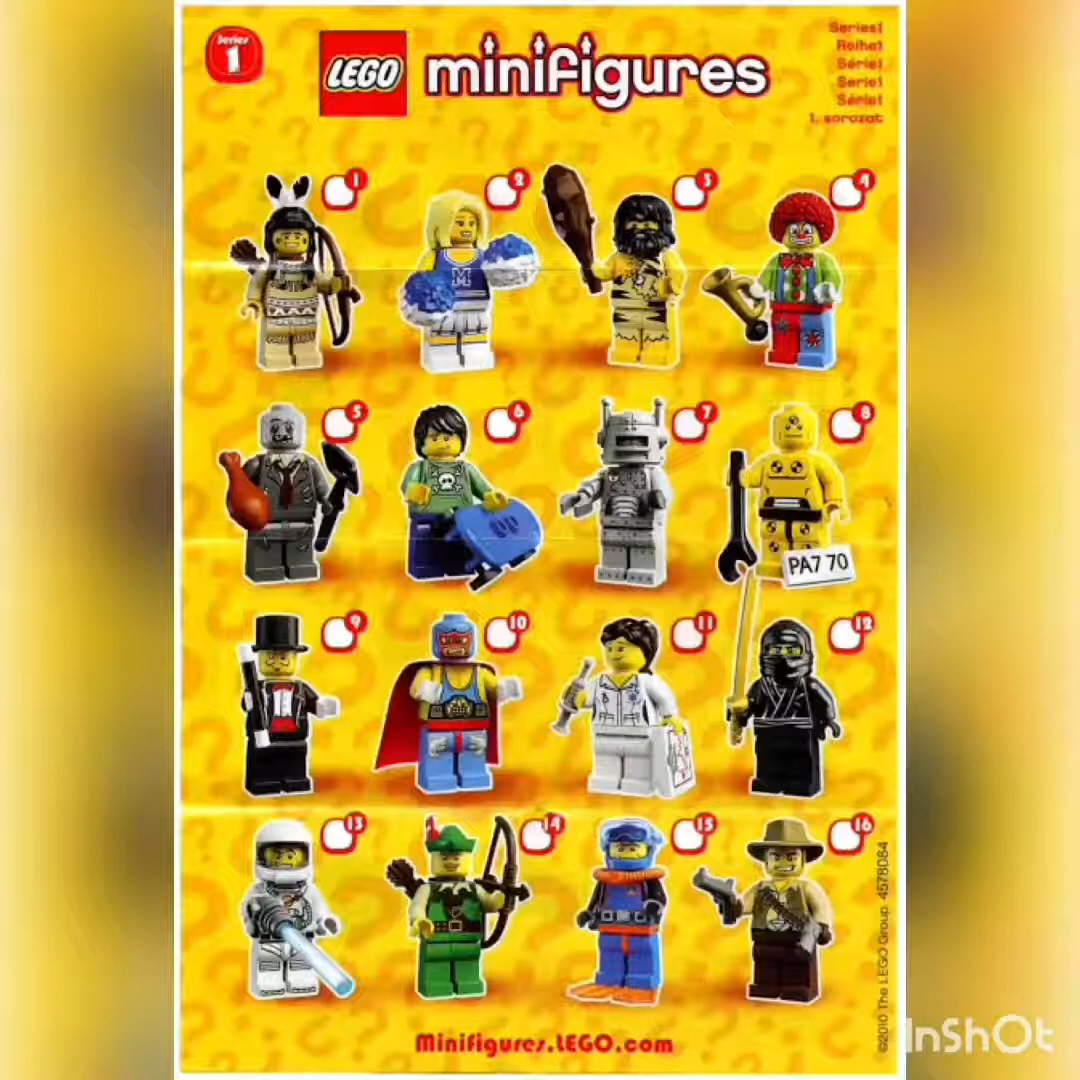 Series
1
LEGO
minifigures
Series1
Reihe1
Série1
Serie1
Série1
1. sorozat
1
2
3
4
M
5
6
7
8
PA7 70
9
10
11
12
13
14
15
16
©2010 The LEGO Group 4578084
Minifigures.LEGO.com
InShOt